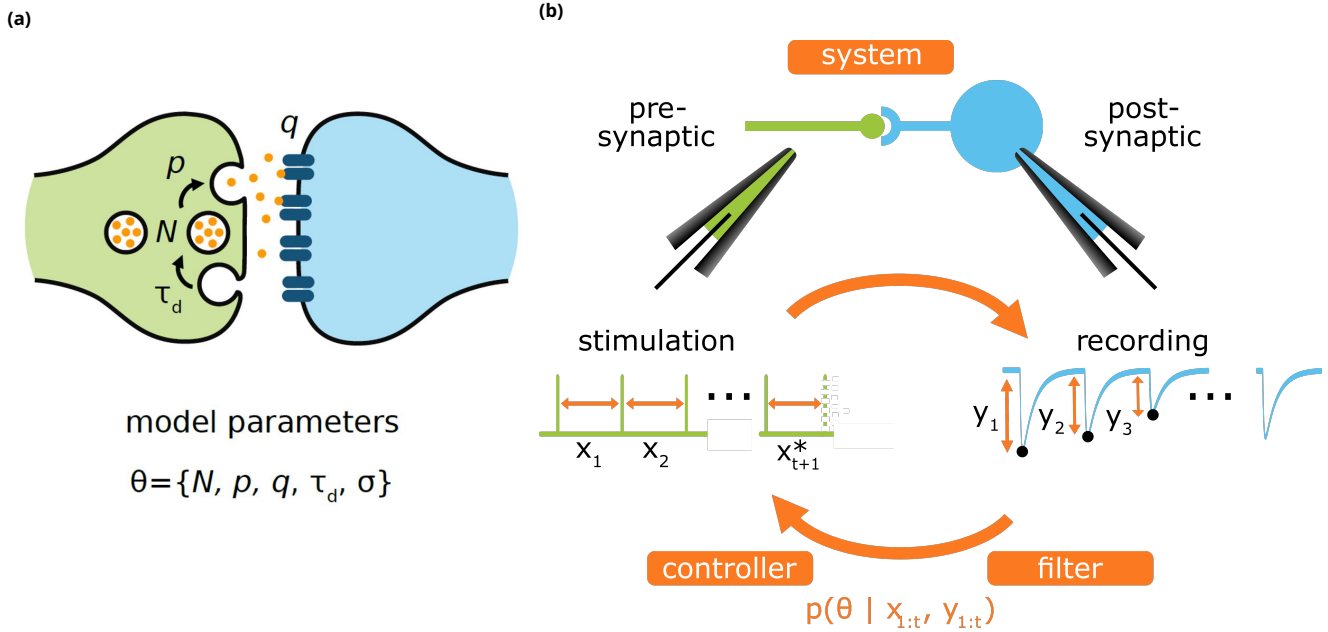 (a)
q
p
N
τd
model parameters
θ={N, p, q, τd, σ}
(b)
system
pre-
synaptic
post-
synaptic
stimulation
recording
...
x1
x2
x*t+1
y1
y2
y3
...
controller
filter
p(θ | x1:t, y1:t)